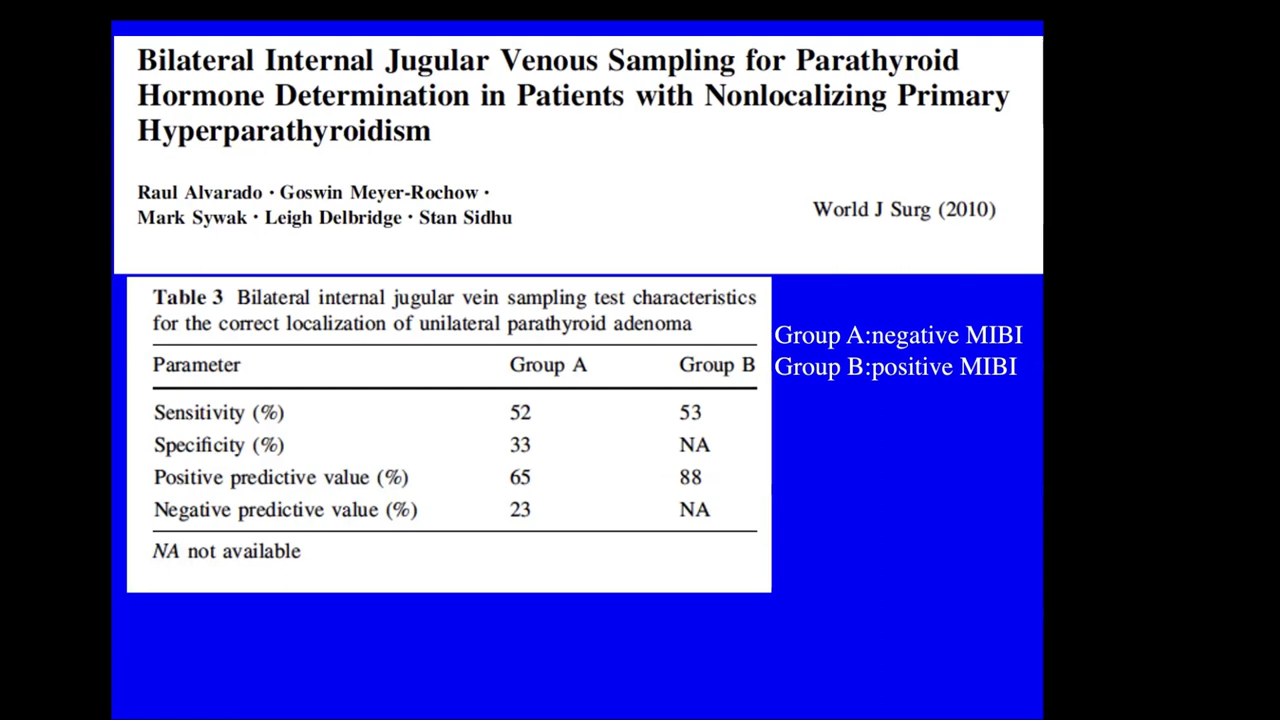 Bilateral Internal Jugular Venous Sampling for Parathyroid
Hormone Determination in Patients with Nonlocalizing Primary
Hyperparathyroidism
Raul Alvarado · Goswin Meyer-Rochow ·
Mark Sywak · Leigh Delbridge · Stan Sidhu
World J Surg (2010)
Table 3 Bilateral internal jugular vein sampling test characteristics
for the correct localization of unilateral parathyroid adenoma
Parameter Group A Group B
Sensitivity (%) 52 53
Specificity (%) 33 NA
Positive predictive value (%) 65 88
Negative predictive value (%) 23 NA
NA not available
Group A:negative MIBI
Group B:positive MIBI